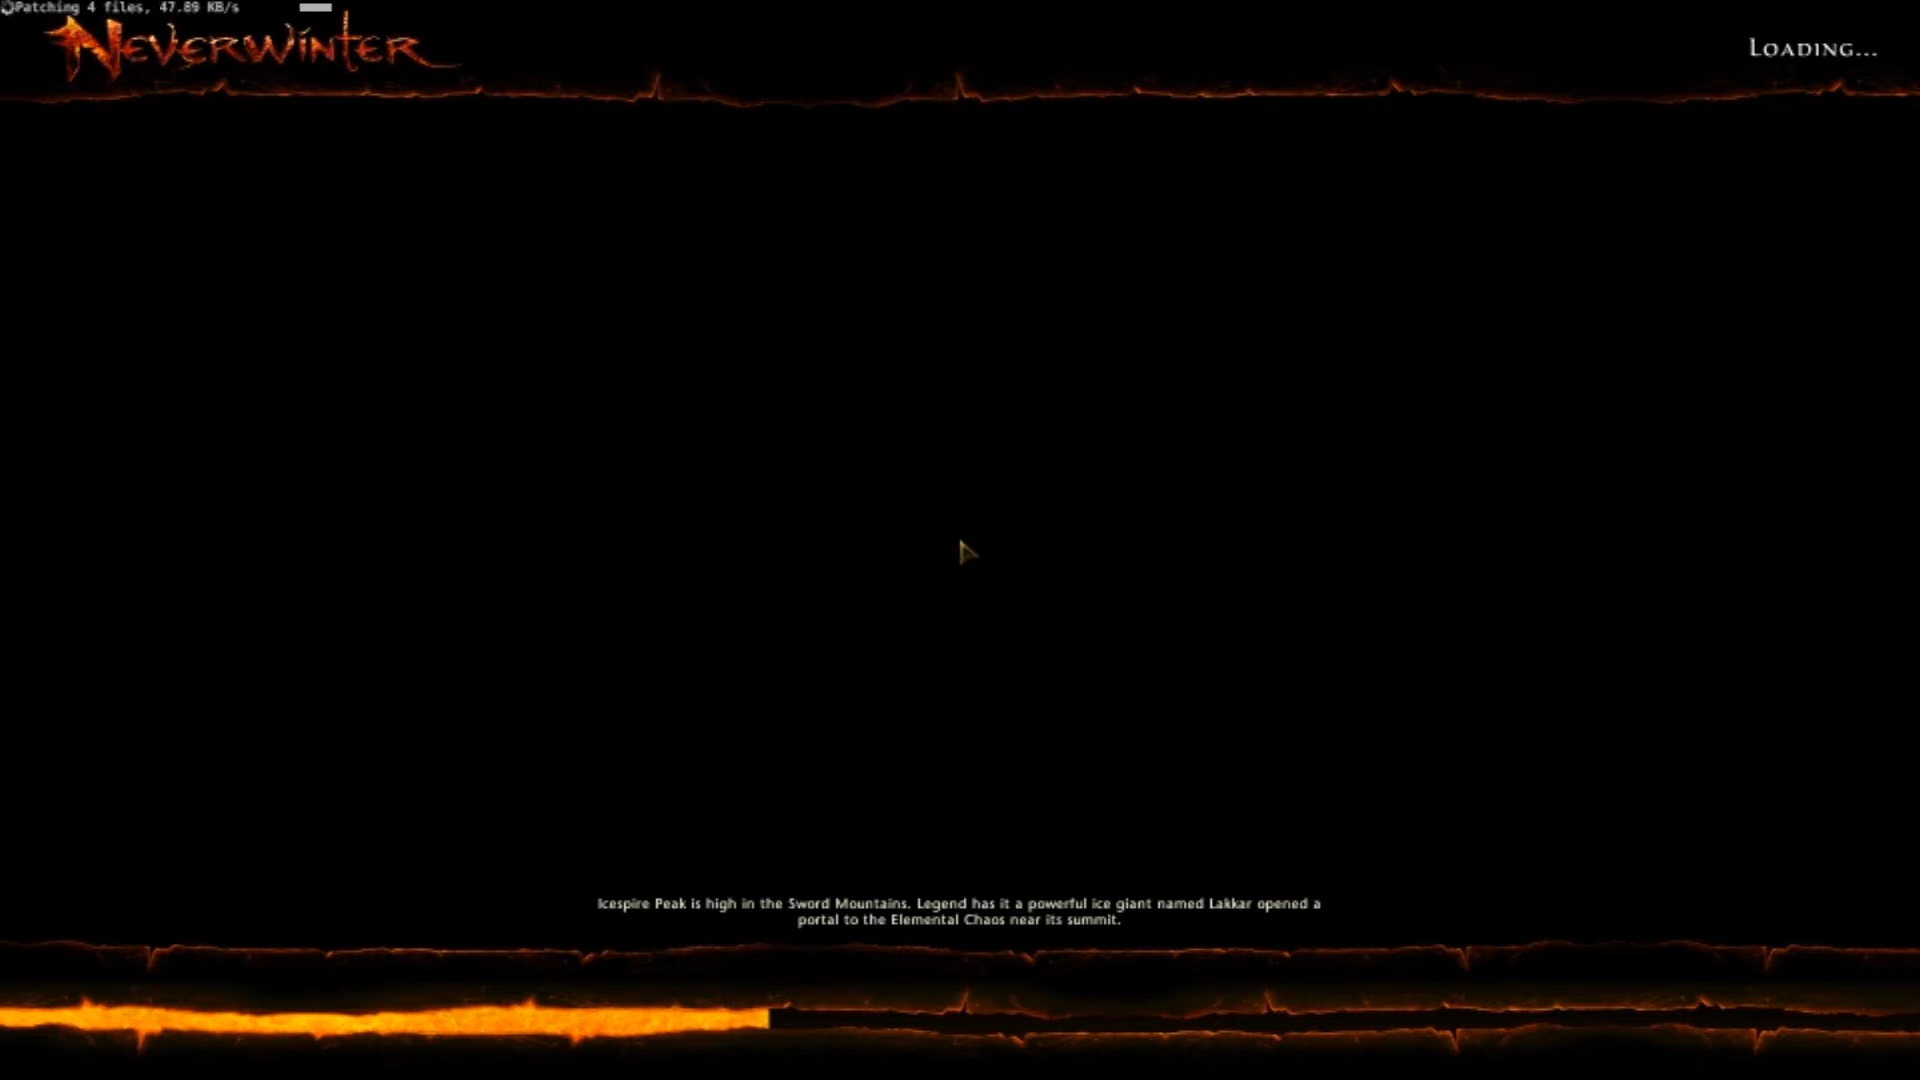 Patching 4 files, 47.89 KB/s
NEVERWINTER
LOADING...
Icespire Peak is high in the Sword Mountains. Legend has it a powerful ice giant named Lakkar opened a
portal to the Elemental Chaos near its summit.